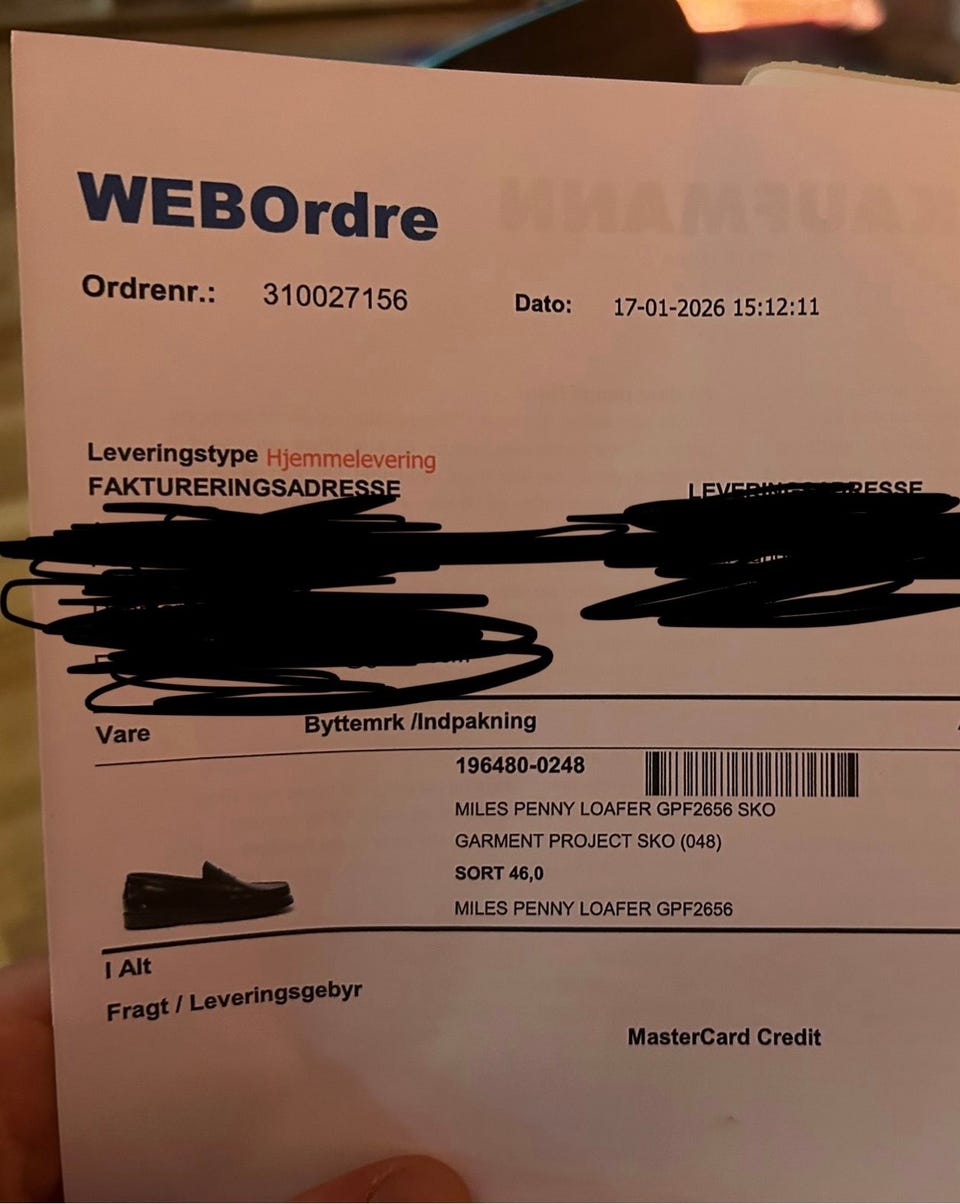 WEBOrdre
KAUFMANN
Ordrenr.: 310027156 Dato: 17-01-2026 15:12:11
Leveringstype Hjemmelevering
FAKTURERINGSADRESSE
Vare Byttemrk /Indpakning
196480-0248
MILES PENNY LOAFER GPF2656 SKO
GARMENT PROJECT SKO (048)
SORT 46,0
MILES PENNY LOAFER GPF2656
I Alt
Fragt / Leveringsgebyr
MasterCard Credit